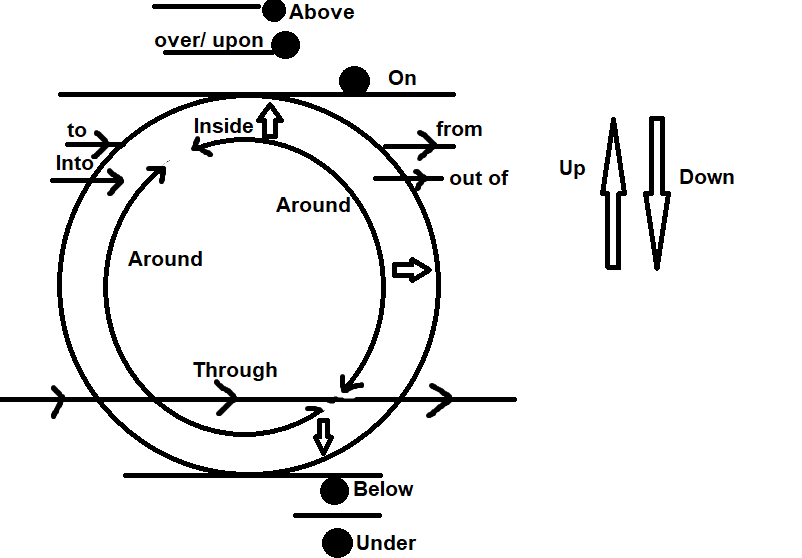 Above
over/ upon
On
to
Inside
from
Into
Up
out of
Down
Around
Around
Through
Below
Under